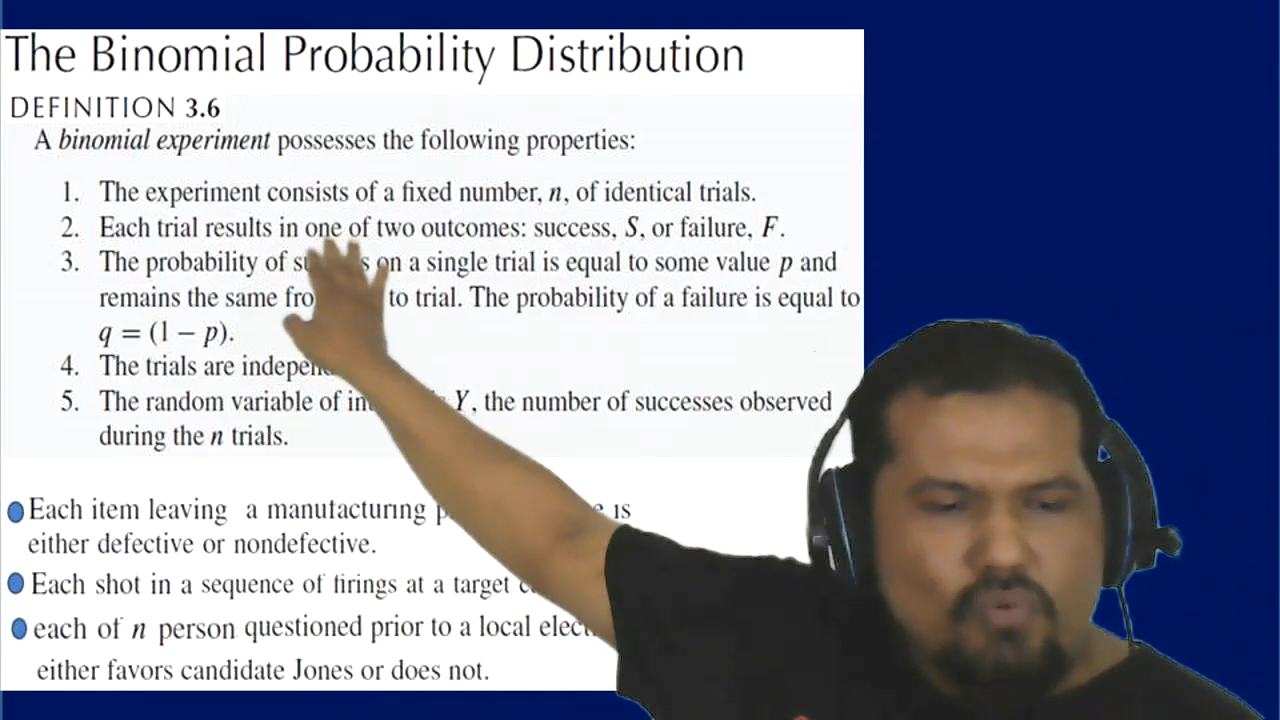 The Binomial Probability Distribution
DEFINITION 3.6
A binomial experiment possesses the following properties:
1. The experiment consists of a fixed number, n, of identical trials.
2. Each trial results in one of two outcomes: success, S, or failure, F.
3. The probability of on a single trial is equal to some value p and
remains the same to trial. The probability of a failure is equal to
q = (1 − p).
4. The trials are
5. The random variable of Y, the number of successes observed
during the n trials.
Each item leaving a manufacturing is
either defective or nondefective.
Each shot in a sequence of firings at a target
each of n person questioned prior to a local
either favors candidate Jones or does not.